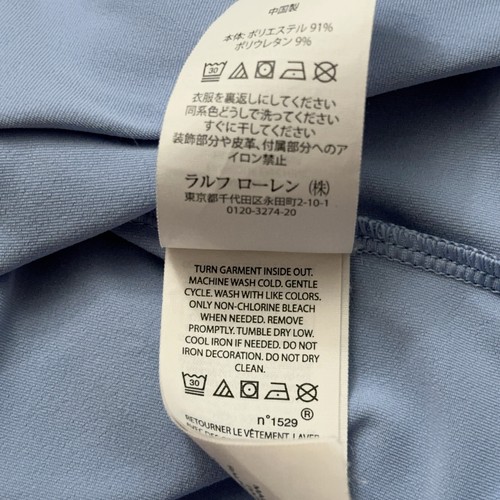 中国製
本体: ポリエステル 91%
ポリウレタン 9%
30
衣服を裏返しにしてください
同系色どうしで洗ってください
すぐに干してください
装飾部分や皮革、付属部分へのア
イロン禁止
ラルフ ローレン (株)
東京都千代田区永田町2-10-1
0120-3274-20
TURN GARMENT INSIDE OUT.
MACHINE WASH COLD. GENTLE
CYCLE. WASH WITH LIKE COLORS.
ONLY NON-CHLORINE BLEACH
WHEN NEEDED. REMOVE
PROMPTLY. TUMBLE DRY LOW.
COOL IRON IF NEEDED. DO NOT
IRON DECORATION. DO NOT DRY
CLEAN.
30
n°1529 ®
RETOURNER LE VÊTEMENT. LAVER